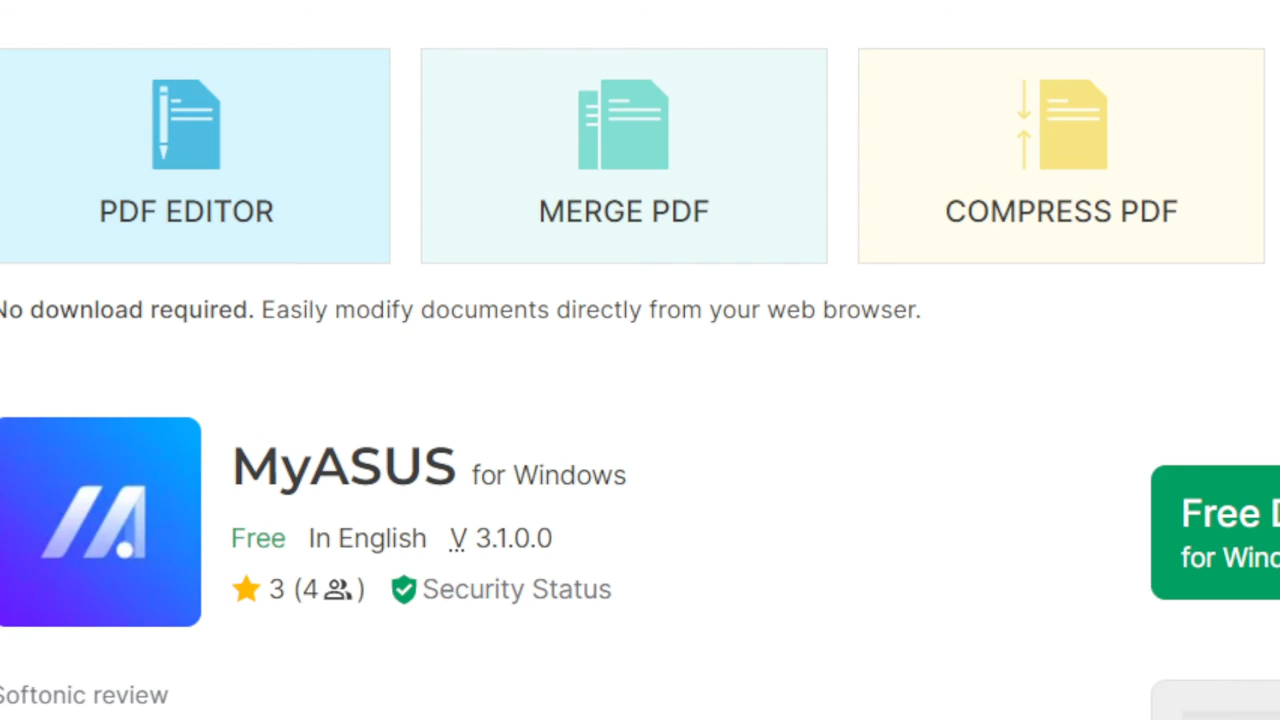 PDF EDITOR
MERGE PDF
COMPRESS PDF
No download required. Easily modify documents directly from your web browser.
MyASUS for Windows
Free In English V 3.1.0.0
3 (4)
Security Status
Free
for
Softonic review